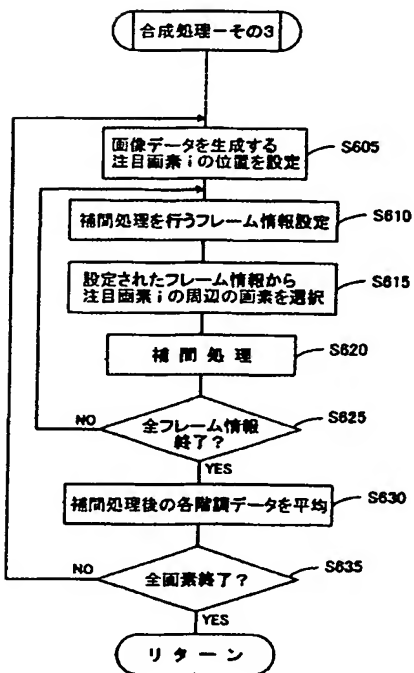 合成処理－その3
画像データを生成する
注目画素 i の位置を設定
S605
補間処理を行うフレーム情報設定
S610
設定されたフレーム情報から
注目画素 i の周辺の画素を選択
S615
補 間 処 理
S620
全フレーム情報
終了？
S625
NO
YES
補間処理後の各階調データを平均
S630
全画素終了？
S635
NO
YES
リ タ ー ン